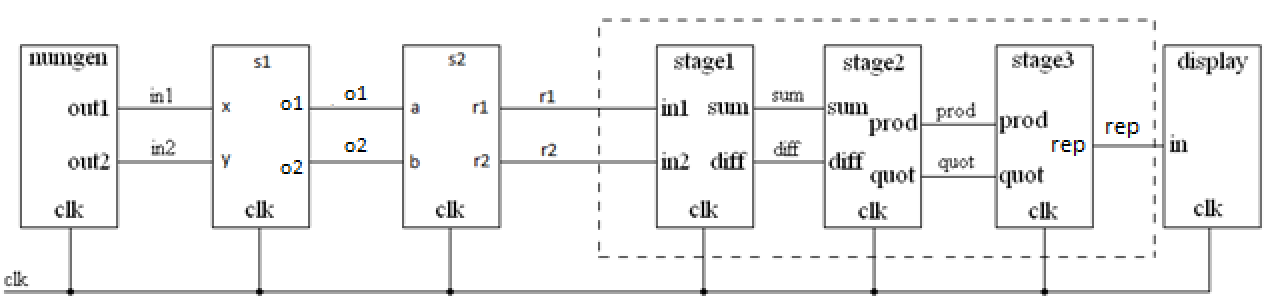 numgen
out1
out2
clk
in1
in2
s1
x
y
o1
o2
clk
o1
o2
s2
a
b
r1
r2
clk
r1
r2
stage1
in1
in2
sum
diff
clk
sum
diff
stage2
sum
diff
prod
quot
clk
prod
quot
stage3
prod
quot
rep
clk
rep
display
in
clk
clk